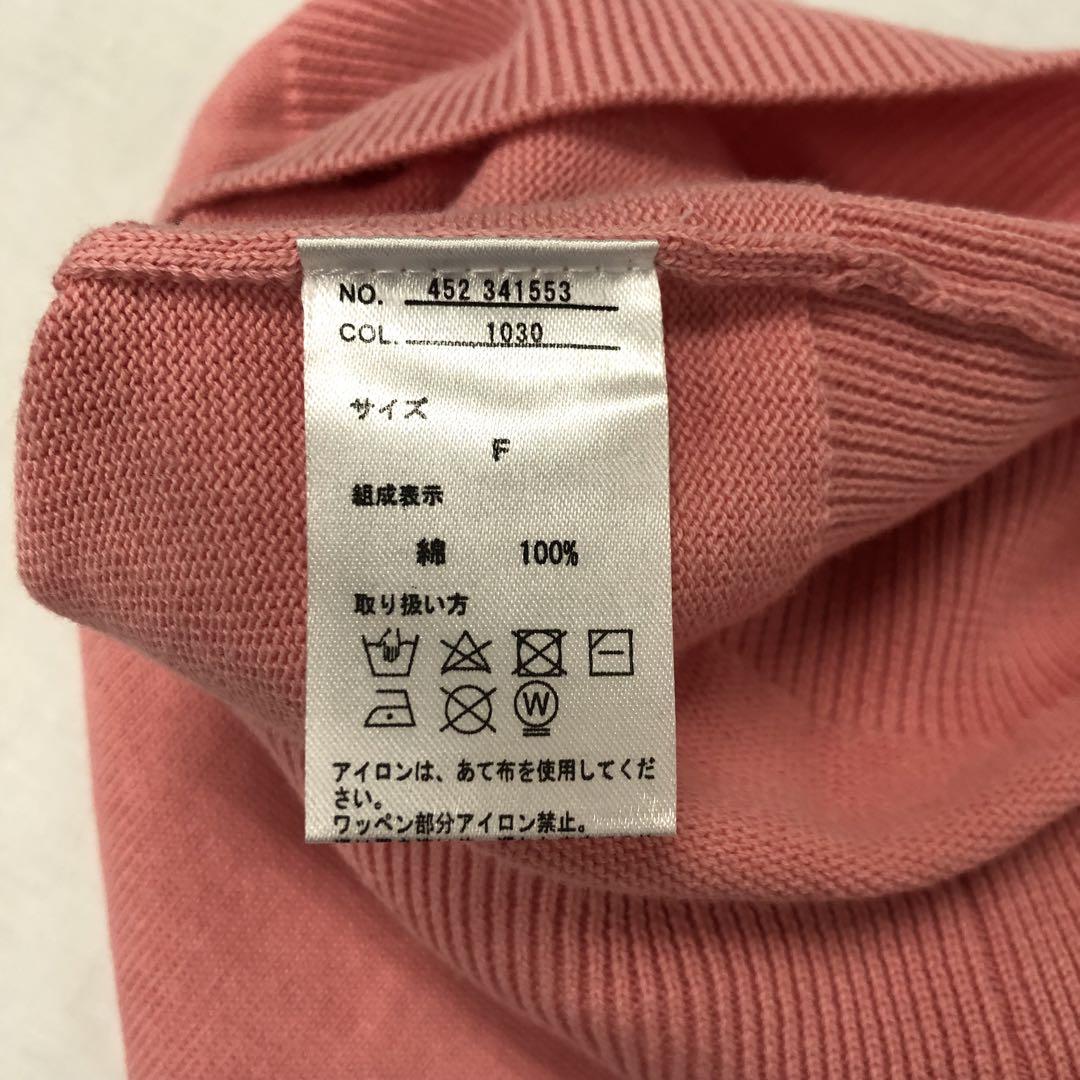 NO. 452 341553
COL. 1030
サイズ
F
組成表示
綿 100%
取り扱い方
W
アイロンは、あて布を使用してくだ
さい。
ワッペン部分アイロン禁止。